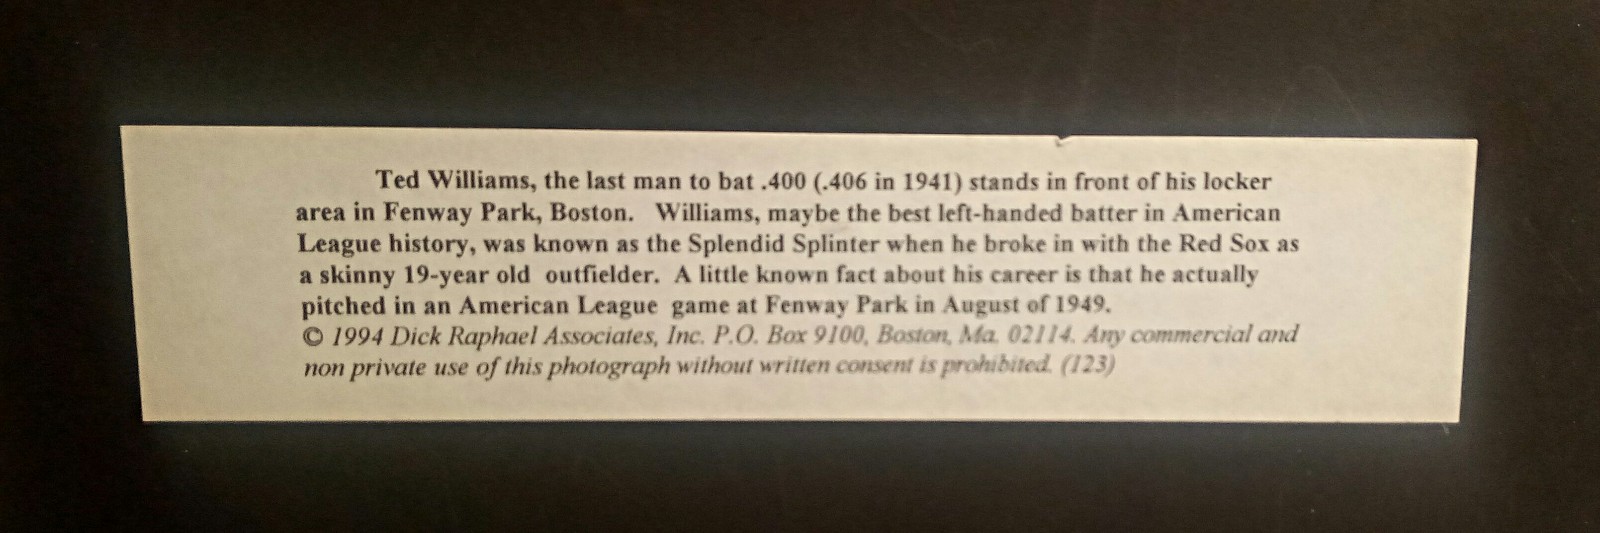 Ted Williams, the last man to bat .400 (.406 in 1941) stands in front of his locker
area in Fenway Park, Boston.   Williams, maybe the best left-handed batter in American
League history, was known as the Splendid Splinter when he broke in with the Red Sox as
a skinny 19-year old  outfielder.  A little known fact about his career is that he actually
pitched in an American League  game at Fenway Park in August of 1949.
© 1994 Dick Raphael Associates, Inc. P.O. Box 9100, Boston, Ma. 02114. Any commercial and
non private use of this photograph without written consent is prohibited. (123)